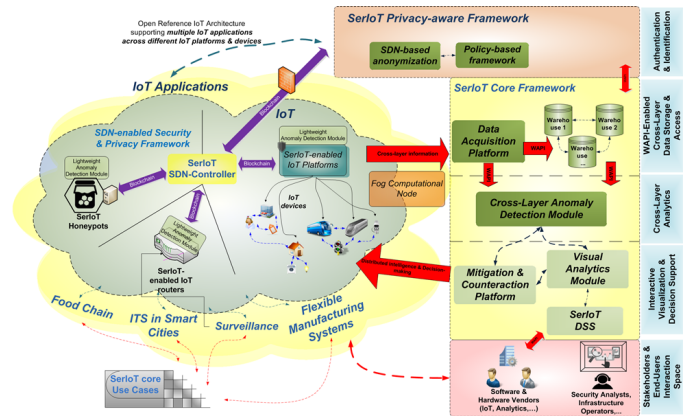 Open Reference IoT Architecture
supporting multiple IoT applications
across different IoT platforms & devices
SerIoT Privacy-aware Framework
SDN-based
anonymization
Policy-based
framework
Authentication
& Identification
IoT Applications
Blockchain
IoT
SDN-enabled Security
& Privacy Framework
Lightweight
Anomaly Detection
Module
SerIoT
Honeypots
Blockchain
SerIoT
SDN-Controller
Blockchain
Lightweight
Anomaly Detection Module
SerIoT-enabled
IoT Platforms
IoT
devices
Blockchain
Lightweight
Anomaly
Detection Module
SerIoT-
enabled IoT
routers
Cross-layer information
Fog Computational
Node
Distributed Intelligence & Decision-
making
SerIoT Core Framework
Data
Acquisition
Platform
WAPI
Wareho
use 1
Wareho
use 2
Wareho
use ...
WAPI-Enabled
Cross-Layer
Data Storage &
Access
Cross-Layer Anomaly
Detection Module
Cross-Layer
Analytics
Mitigation &
Counteraction
Platform
Visual
Analytics
Module
SerIoT
DSS
Interactive
Visualization &
Decision Support
Food Chain
ITS in Smart
Cities
Surveillance
Flexible
Manufacturing
Systems
SerIoT core
Use Cases
Software &
Hardware Vendors
(IoT, Analytics,...)
Security Analysts,
Infrastructure
Operators,...
Stakeholders &
End-Users
Interaction
Space